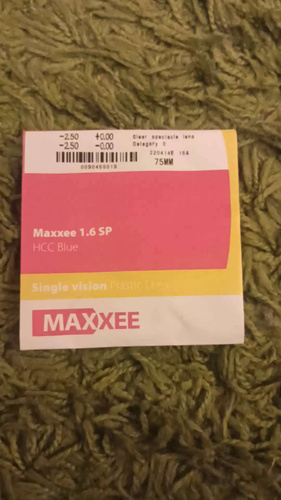 -2.50 +0.00 Clear spectacle lens
-2.50 -0.00 Category 0
75MM
Maxxee 1.6 SP
HCC Blue
Single vision Plastic
MAXXEE